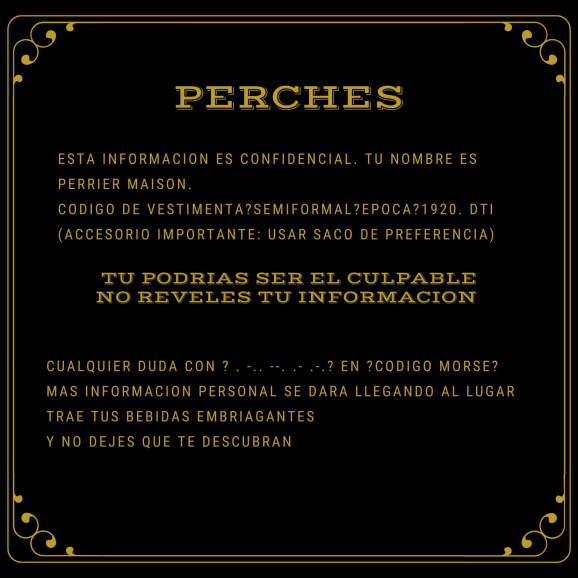 PERCHES
ESTA INFORMACION ES CONFIDENCIAL. TU NOMBRE ES
PERRIER MAISON.
CODIGO DE VESTIMENTA?SEMIFORMAL?EPOCA?1920. DTI
(ACCESORIO IMPORTANTE: USAR SACO DE PREFERENCIA)
TU PODRIAS SER EL CULPABLE
NO REVELES TU INFORMACION
CUALQUIER DUDA CON ? . -.. --. .- .-.? EN ?CODIGO MORSE?
MAS INFORMACION PERSONAL SE DARA LLEGANDO AL LUGAR
TRAE TUS BEBIDAS EMBRIAGANTES
Y NO DEJES QUE TE DESCUBRAN